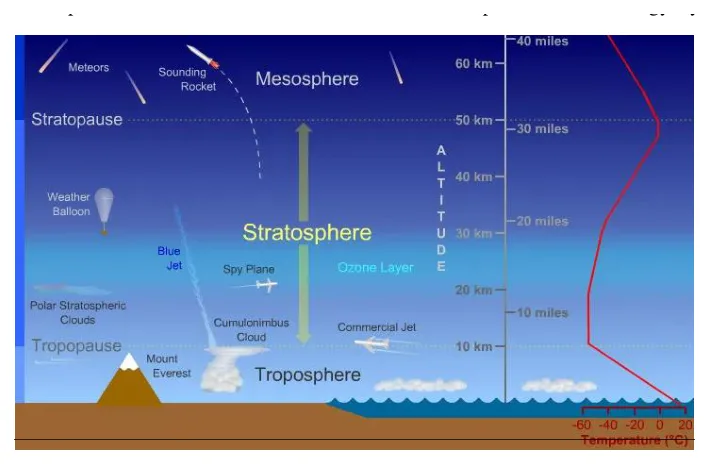 40 miles
Meteors
Sounding
Rocket
Mesosphere
60 km
Stratopause
50 km
30 miles
ALTITUDE
40 km
Weather
Balloon
Stratosphere
20 miles
30 km
Blue
Jet
Spy Plane
Ozone Layer
20 km
Polar Stratospheric
Clouds
10 miles
Cumulonimbus
Cloud
Commercial Jet
Tropopause
10 km
Mount
Everest
Troposphere
-60 -40 -20 0 20
Temperature (°C)